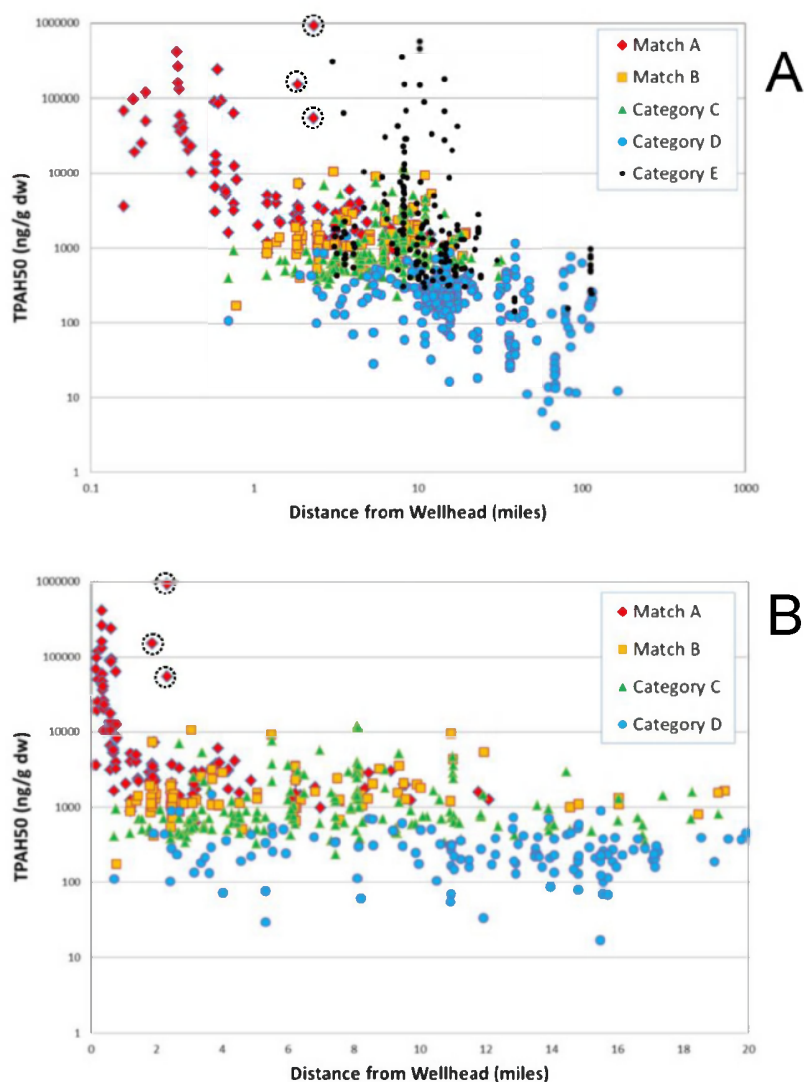 A
1000000
100000
10000
1000
100
10
1
TPAH50 (ng/g dw)
Match A
Match B
Category C
Category D
Category E
0.1
1
10
100
1000
Distance from Wellhead (miles)
B
1000000
100000
10000
1000
100
10
1
TPAH50 (ng/g dw)
Match A
Match B
Category C
Category D
0
2
4
6
8
10
12
14
16
18
20
Distance from Wellhead (miles)